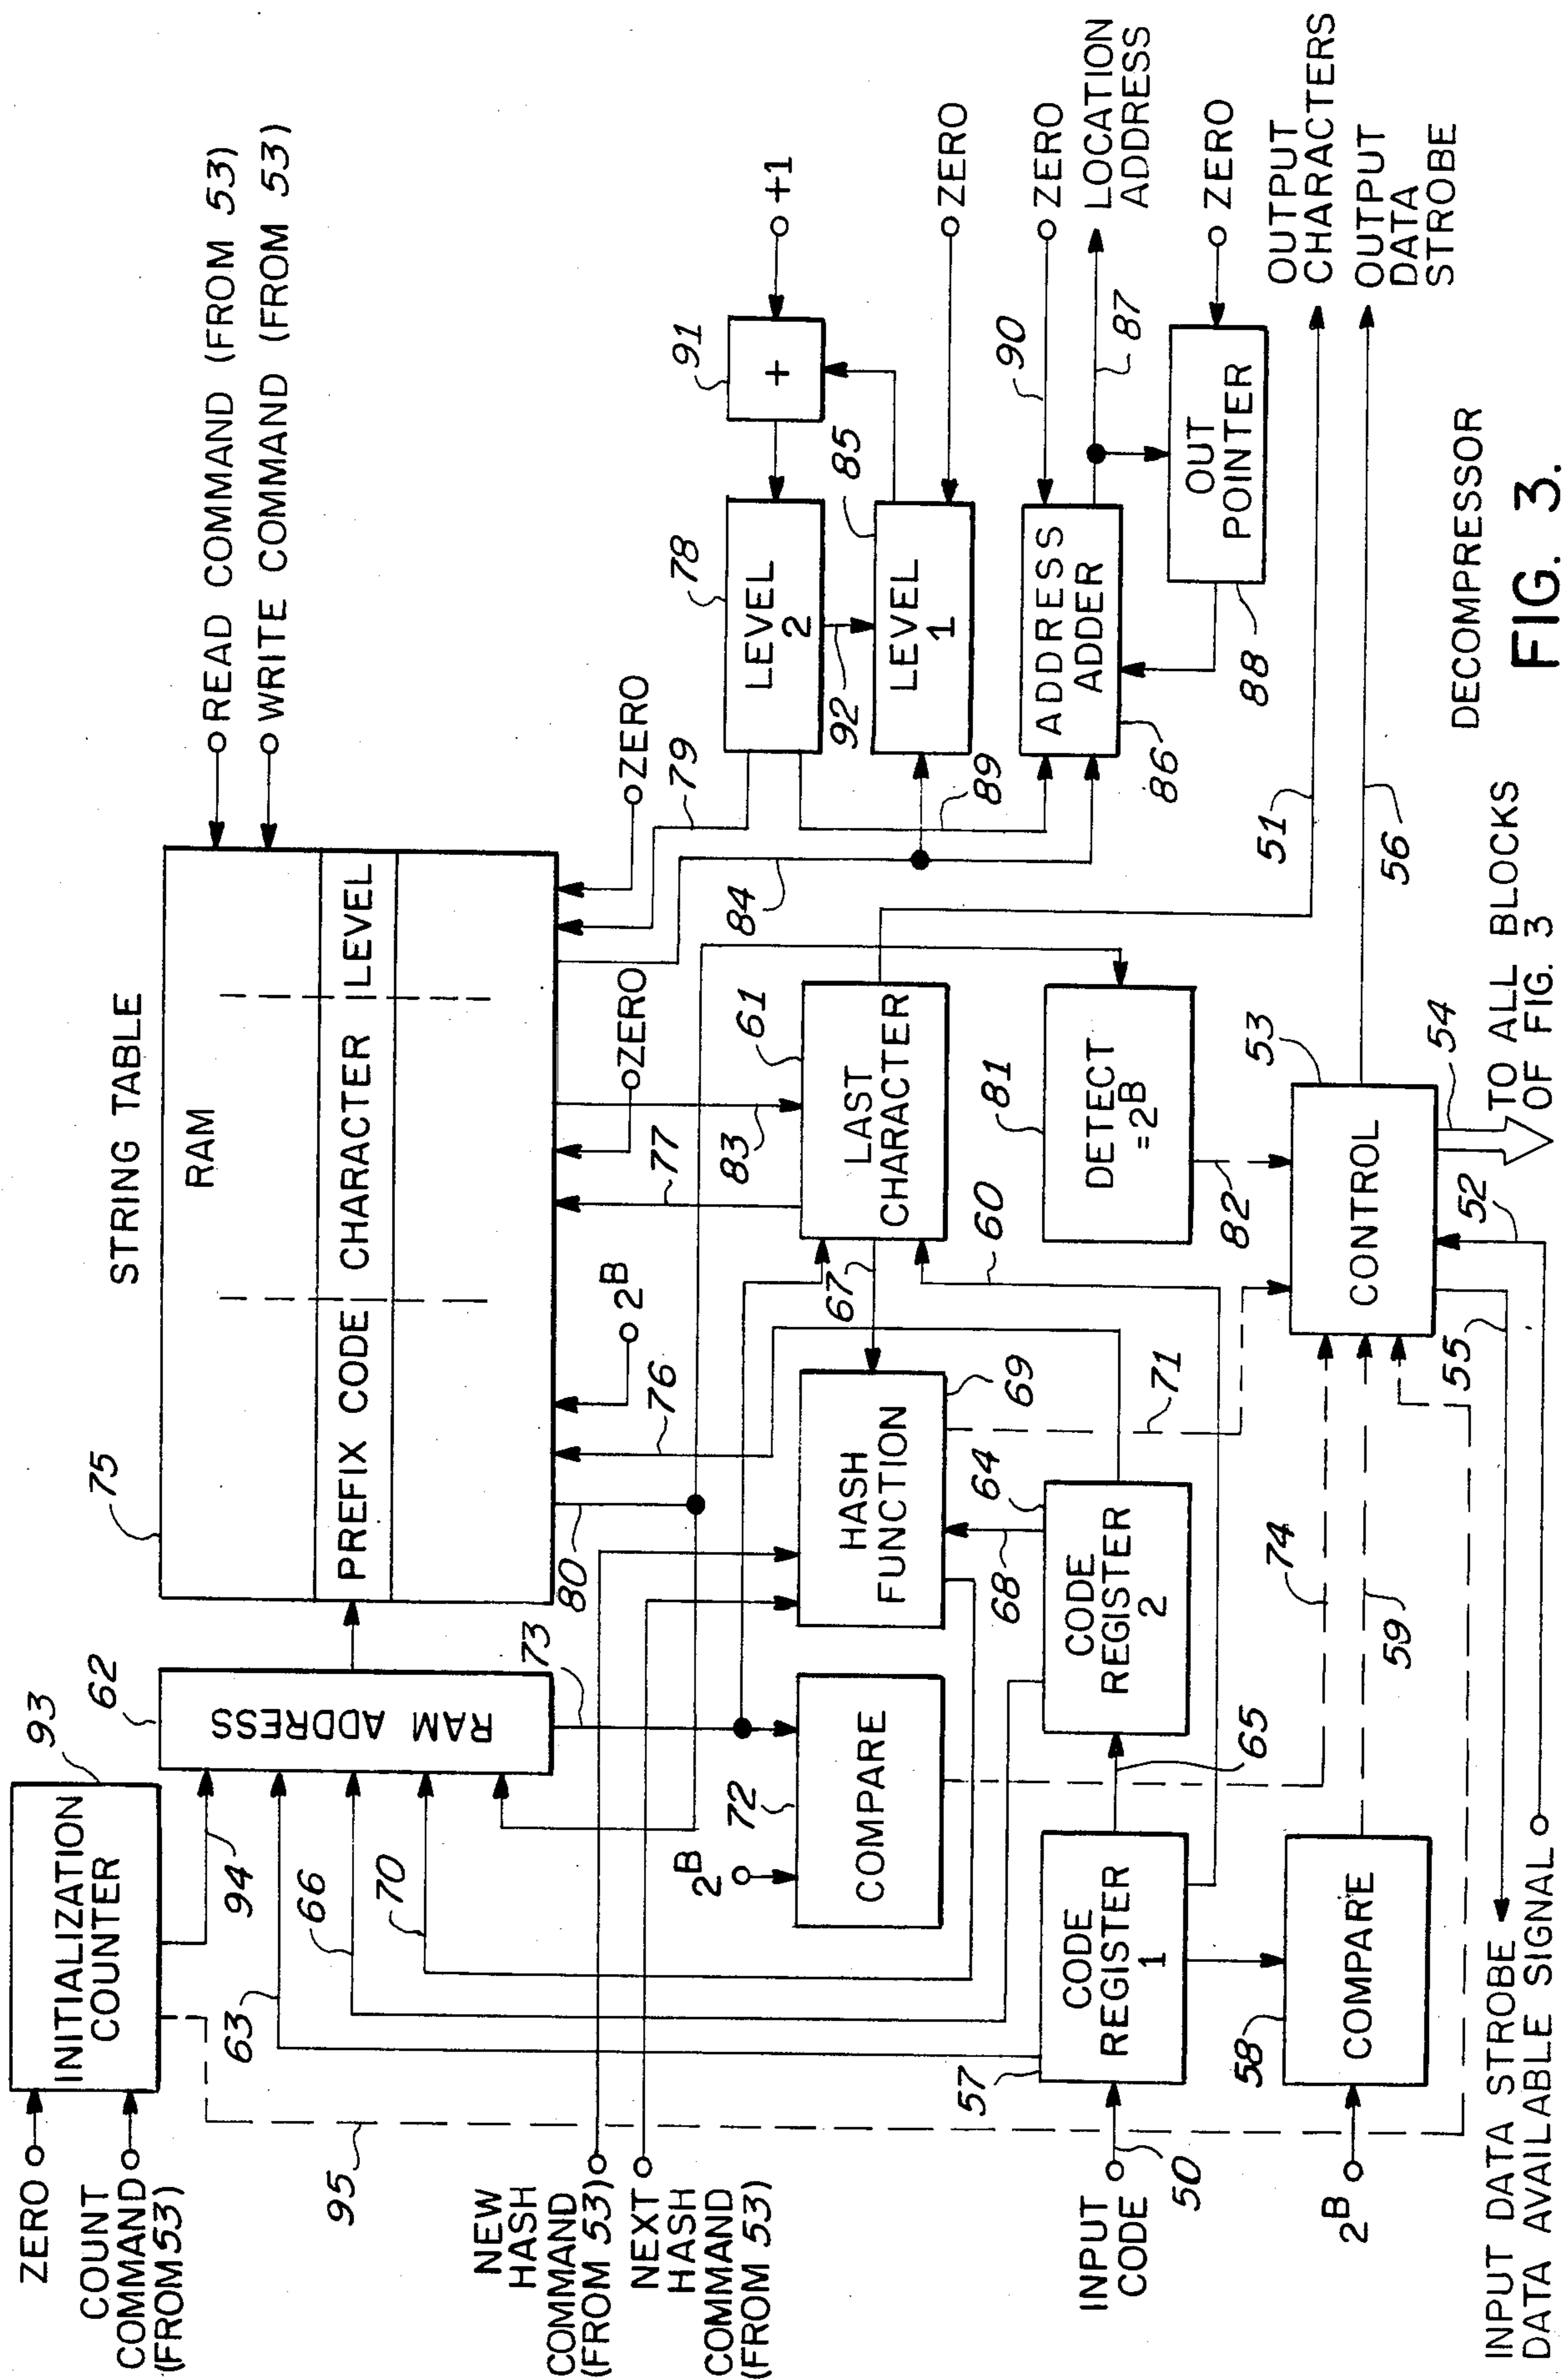 ZERO
COUNT
COMMAND
(FROM 53)
INITIALIZATION
COUNTER
93
94
95
RAM ADDRESS
62
63
66
70
73
STRING TABLE
75
RAM
PREFIX CODE
CHARACTER
LEVEL
READ COMMAND (FROM 53)
WRITE COMMAND (FROM 53)
80
76
2B
77
83
ZERO
84
79
ZERO
NEW
HASH
COMMAND
(FROM 53)
NEXT
HASH
COMMAND
(FROM 53)
2B
72
COMPARE
HASH
FUNCTION
69
67
LAST
CHARACTER
61
LEVEL
2
78
92
+
91
+1
LEVEL
1
85
ZERO
89
ADDRESS
ADDER
86
90
ZERO
87
LOCATION
ADDRESS
OUT
POINTER
88
ZERO
INPUT
CODE
50
57
CODE
REGISTER
1
65
CODE
REGISTER
2
64
68
71
60
DETECT
=2B
81
82
51
OUTPUT
CHARACTERS
2B
58
COMPARE
74
59
CONTROL
53
56
OUTPUT
DATA
STROBE
INPUT DATA STROBE
55
DATA AVAILABLE SIGNAL
52
54
TO ALL BLOCKS
OF FIG. 3
DECOMPRESSOR
FIG. 3.